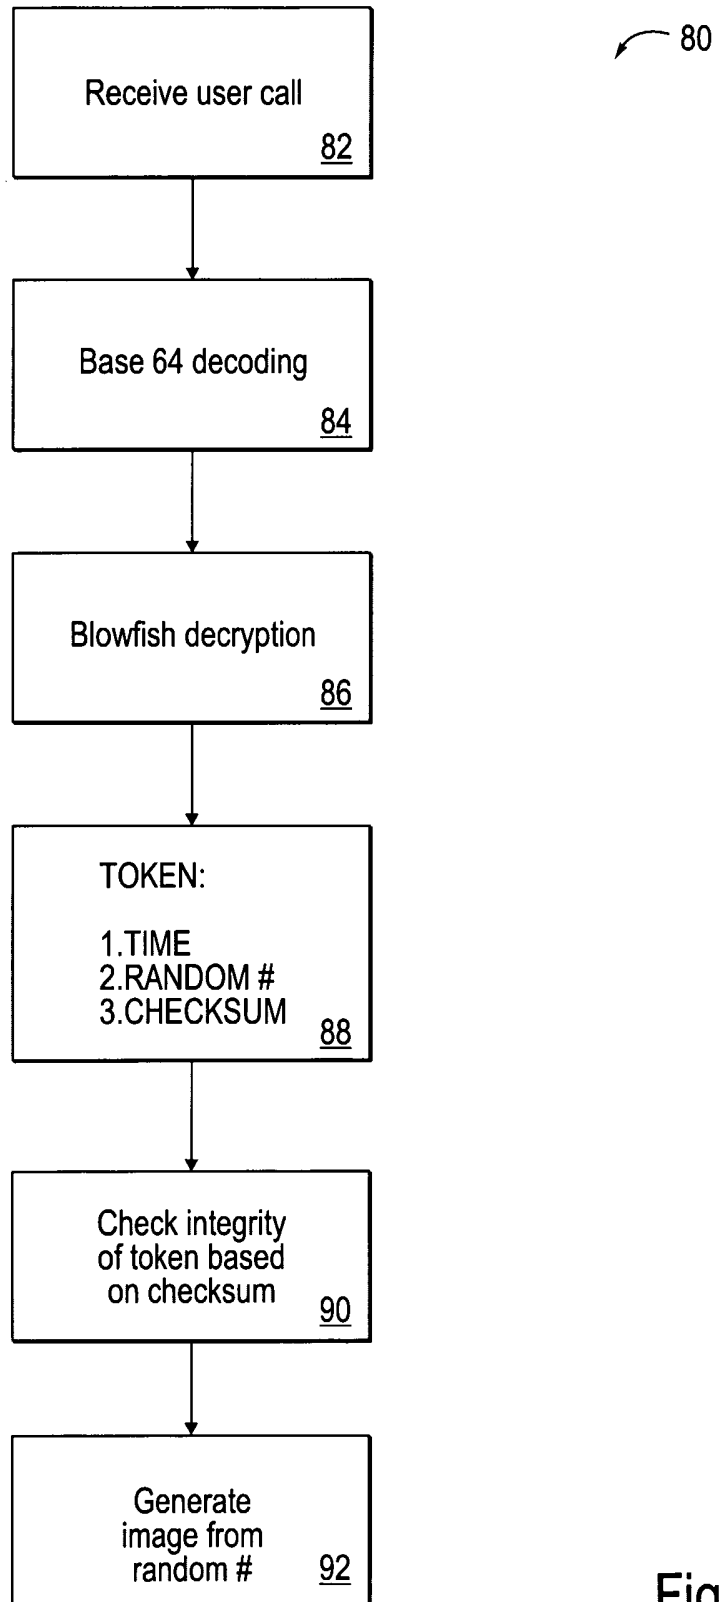 80
Receive user call
82
Base 64 decoding
84
Blowfish decryption
86
TOKEN:
1.TIME
2.RANDOM #
3.CHECKSUM
88
Check integrity
of token based
on checksum
90
Generate
image from
random #
92
Fig